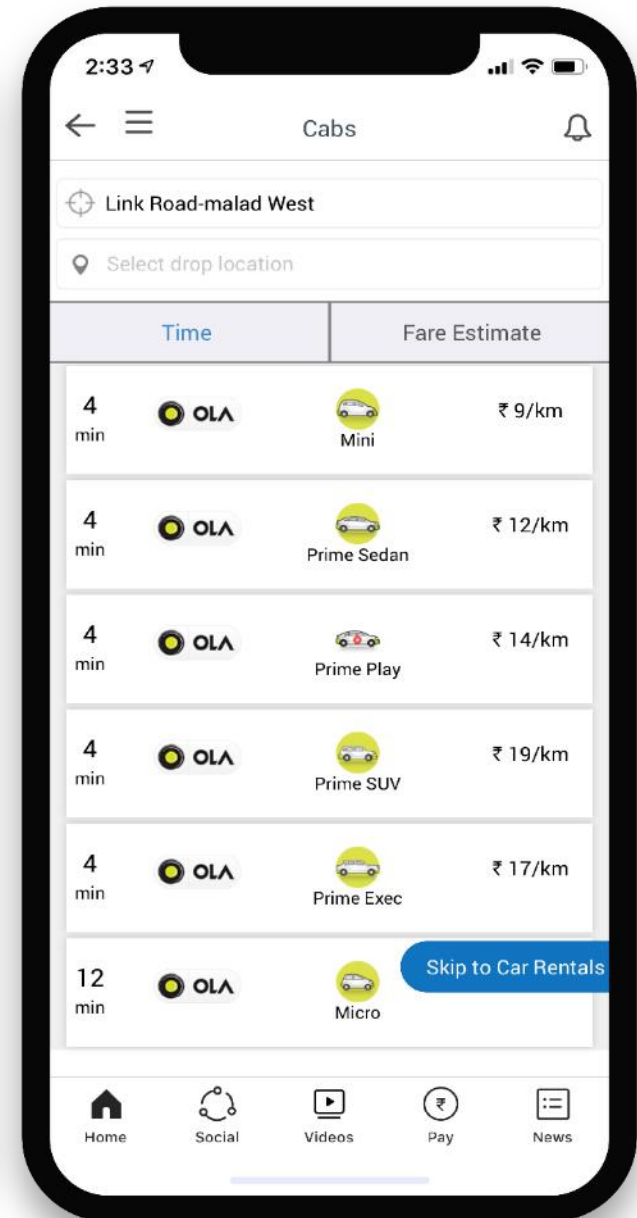 2:33
Cabs
Link Road-malad West
Select drop location
Time Fare Estimate
4 min OLA Mini ₹ 9/km
4 min OLA Prime Sedan ₹ 12/km
4 min OLA Prime Play ₹ 14/km
4 min OLA Prime SUV ₹ 19/km
4 min OLA Prime Exec ₹ 17/km
12 min OLA Micro
Skip to Car Rentals
Home Social Videos Pay News